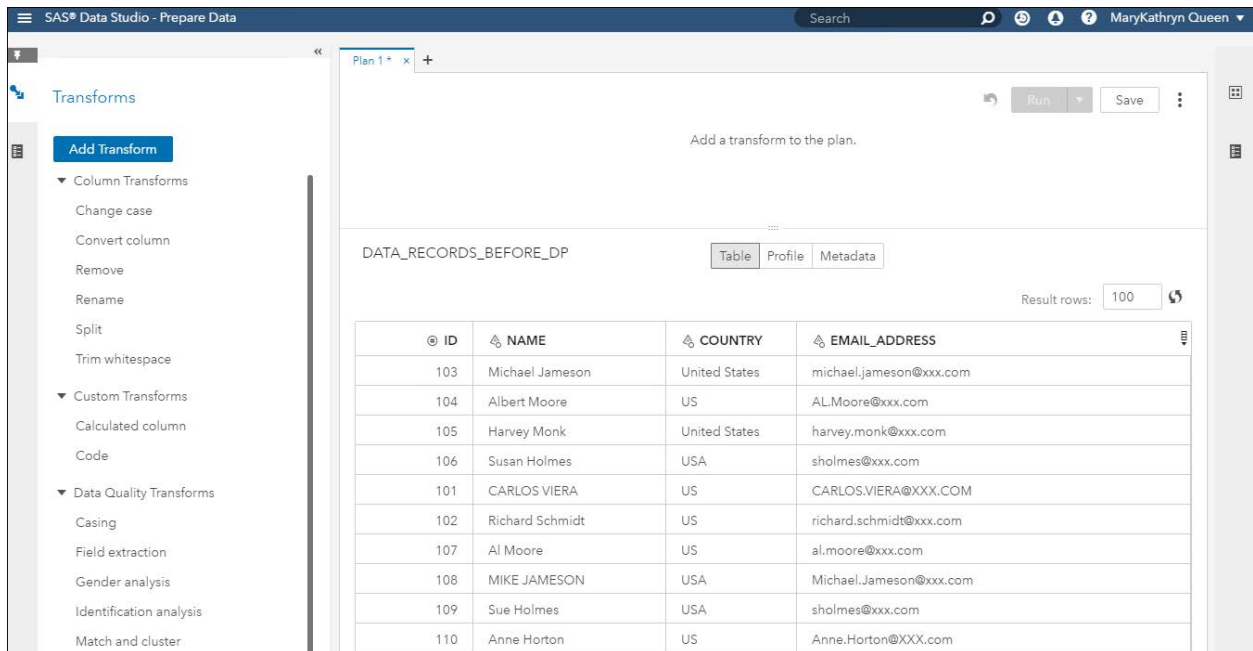 SAS® Data Studio - Prepare Data
Search
MaryKathryn Queen
Transforms
Add Transform
Column Transforms
Change case
Convert column
Remove
Rename
Split
Trim whitespace
Custom Transforms
Calculated column
Code
Data Quality Transforms
Casing
Field extraction
Gender analysis
Identification analysis
Match and cluster
Plan 1 * × +
Run
Save
Add a transform to the plan.
DATA_RECORDS_BEFORE_DP
Table Profile Metadata
Result rows: 100
ID NAME COUNTRY EMAIL_ADDRESS
103 Michael Jameson United States michael.jameson@xxx.com
104 Albert Moore US AL.Moore@xxx.com
105 Harvey Monk United States harvey.monk@xxx.com
106 Susan Holmes USA sholmes@xxx.com
101 CARLOS VIERA US CARLOS.VIERA@XXX.COM
102 Richard Schmidt US richard.schmidt@xxx.com
107 Al Moore US al.moore@xxx.com
108 MIKE JAMESON USA Michael.Jameson@xxx.com
109 Sue Holmes USA sholmes@xxx.com
110 Anne Horton US Anne.Horton@XXX.com